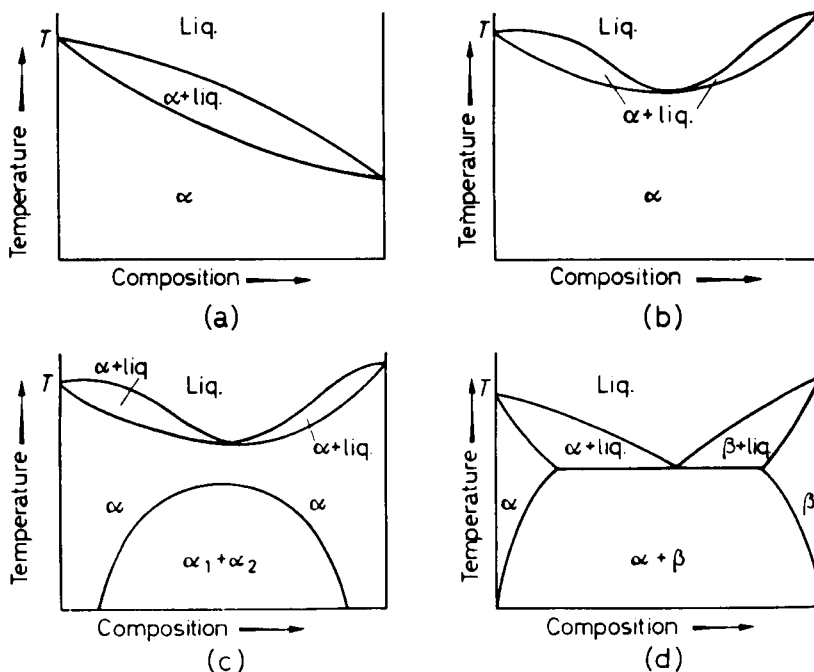 T
Liq.
α+liq.
α
Temperature
Composition
(a)
T
Liq.
α+liq.
α
Temperature
Composition
(b)
T
α+liq
Liq.
α+liq.
α
α
α₁+α₂
Temperature
Composition
(c)
T
Liq.
α+liq.
β+liq.
α
β
α+β
Temperature
Composition
(d)